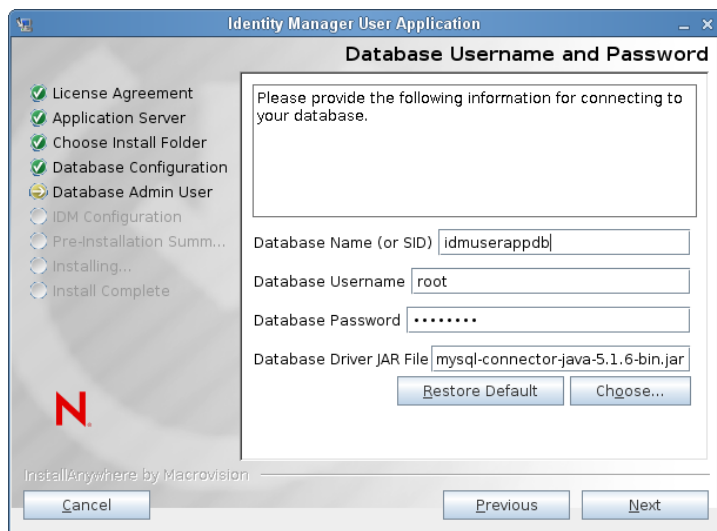 Identity Manager User Application
Database Username and Password
License Agreement
Application Server
Choose Install Folder
Database Configuration
Database Admin User
IDM Configuration
Pre-Installation Summ...
Installing...
Install Complete
Please provide the following information for connecting to
your database.
Database Name (or SID) idmuserappdb
Database Username root
Database Password ••••••••
Database Driver JAR File mysql-connector-java-5.1.6-bin.jar
Restore Default Choose...
N
InstallAnywhere by Macrovision
Cancel Previous Next